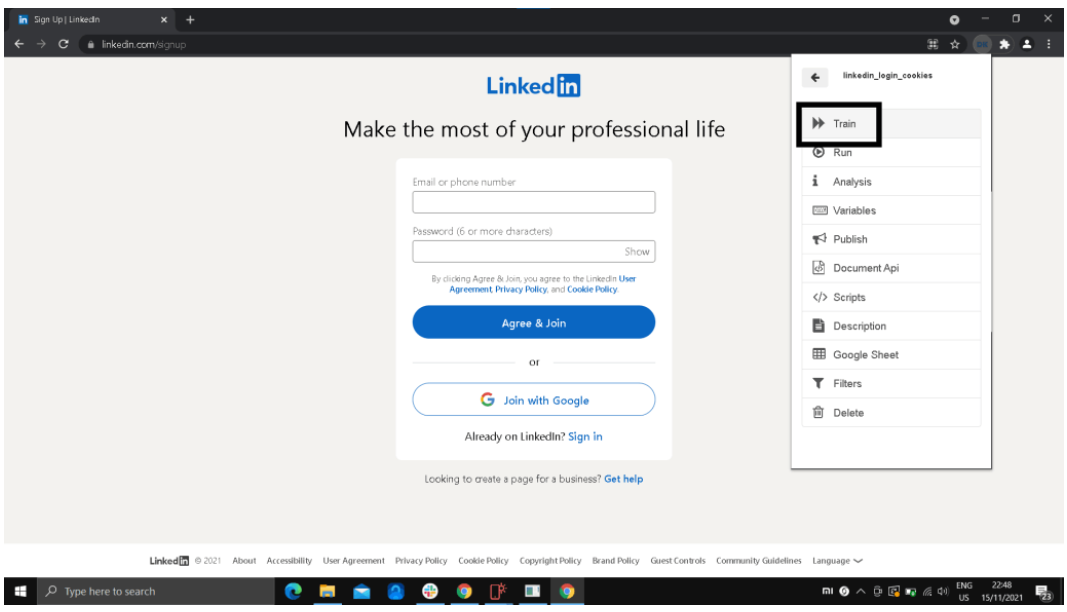 Sign Up | LinkedIn
linkedin.com/signup
LinkedIn
Make the most of your professional life
Email or phone number
Password (6 or more characters)
Show
By clicking Agree & Join, you agree to the LinkedIn User
Agreement, Privacy Policy, and Cookie Policy.
Agree & Join
or
Join with Google
Already on LinkedIn? Sign in
Looking to create a page for a business? Get help
linkedin_login_cookies
Train
Run
Analysis
Variables
Publish
Document Api
Scripts
Description
Google Sheet
Filters
Delete
LinkedIn © 2021 About Accessibility User Agreement Privacy Policy Cookie Policy Copyright Policy Brand Policy Guest Controls Community Guidelines Language
Type here to search
ENG
US
22:48
15/11/2021
23